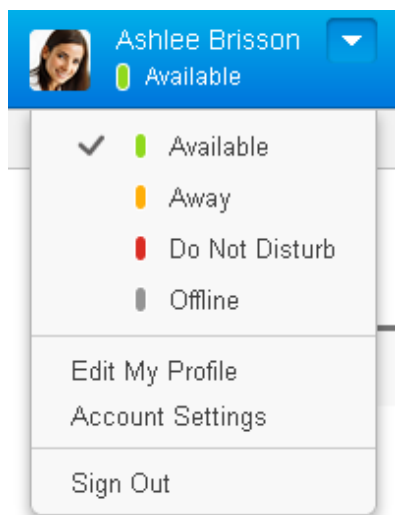 Ashlee Brisson
Available
Available
Away
Do Not Disturb
Offline
Edit My Profile
Account Settings
Sign Out